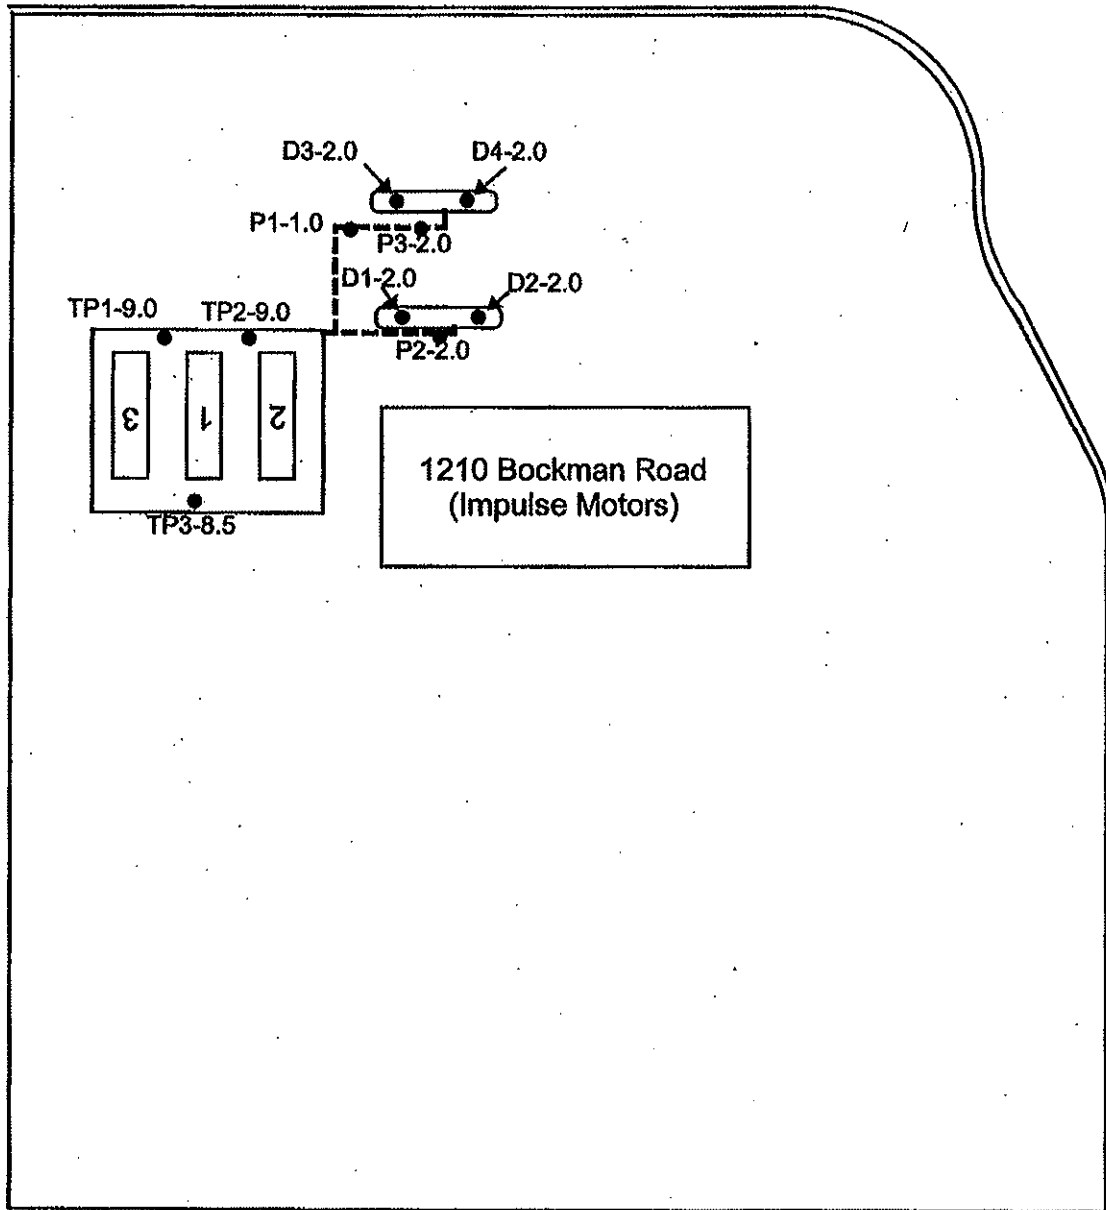 D3-2.0 D4-2.0
P1-1.0
P3-2.0
D1-2.0 D2-2.0
TP1-9.0 TP2-9.0
P2-2.0
3 1 2
1210 Bockman Road
(Impulse Motors)
TP3-8.5